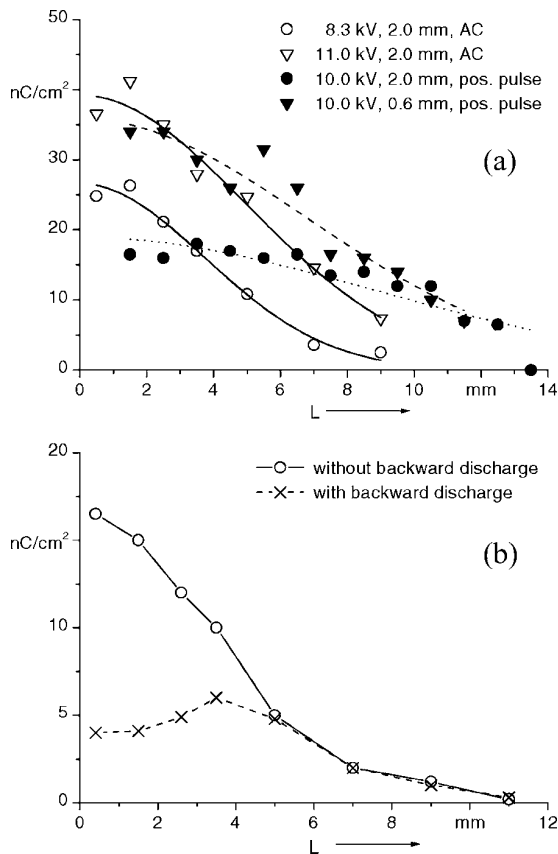 50
nC/cm²
40
30
20
10
0
○ 8.3 kV, 2.0 mm, AC
▽ 11.0 kV, 2.0 mm, AC
● 10.0 kV, 2.0 mm, pos. pulse
▼ 10.0 kV, 0.6 mm, pos. pulse
(a)
0 2 4 6 8 10 mm 14
L
20
nC/cm²
10
5
0
without backward discharge
with backward discharge
(b)
0 2 4 6 8 mm 12
L